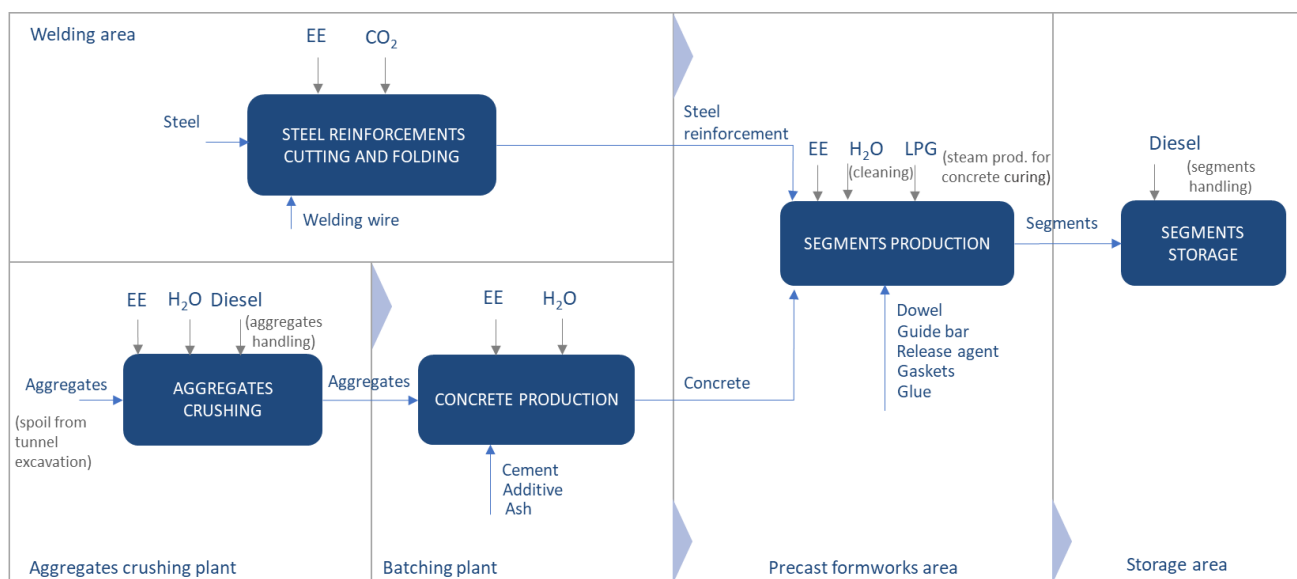 Welding area
EE
CO₂
Steel
STEEL REINFORCEMENTS
CUTTING AND FOLDING
Welding wire
Steel
reinforcement
EE
H₂O
(cleaning)
LPG
(steam prod. for
concrete curing)
SEGMENTS PRODUCTION
Segments
Diesel
(segments
handling)
SEGMENTS
STORAGE
EE
H₂O
Diesel
(aggregates
handling)
Aggregates
(spoil from
tunnel
excavation)
AGGREGATES
CRUSHING
Aggregates
EE
H₂O
CONCRETE PRODUCTION
Cement
Additive
Ash
Concrete
Dowel
Guide bar
Release agent
Gaskets
Glue
Aggregates crushing plant
Batching plant
Precast formworks area
Storage area